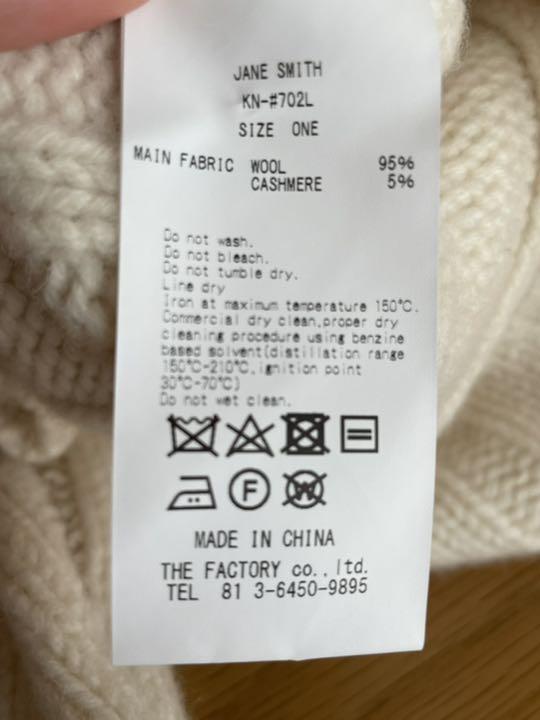 JANE SMITH
KN-#702L
SIZE ONE
MAIN FABRIC WOOL 95%
CASHMERE 5%
Do not wash.
Do not bleach.
Do not tumble dry.
Line dry
Iron at maximum temperature 150°C.
Commercial dry clean,proper dry
cleaning procedure using benzine
based solvent(distillation range
150°C-210°C,ignition point
30°C-70°C)
Do not wet clean.
F W
MADE IN CHINA
THE FACTORY co.,ltd.
TEL 81 3-6450-9895